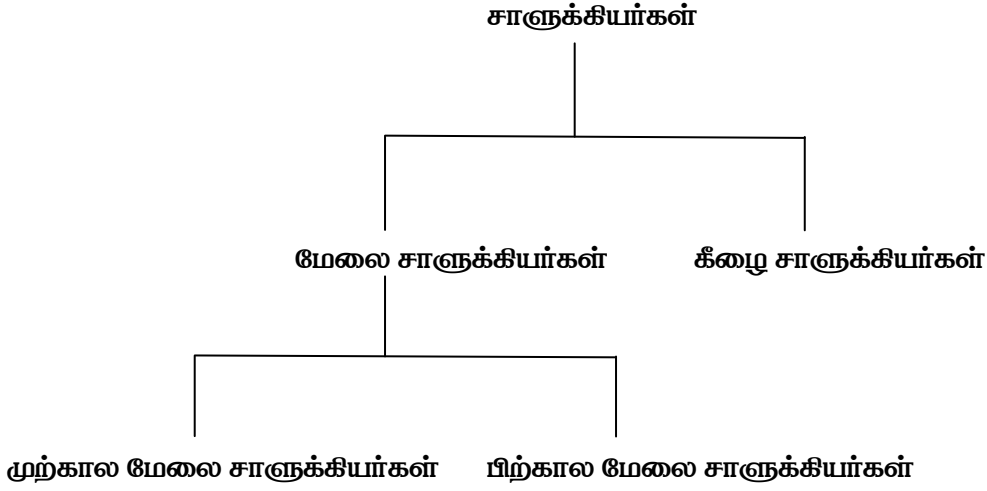 சாளுக்கியர்கள்
மேலை சாளுக்கியர்கள் கீழை சாளுக்கியர்கள்
முற்கால மேலை சாளுக்கியர்கள் பிற்கால மேலை சாளுக்கியர்கள்